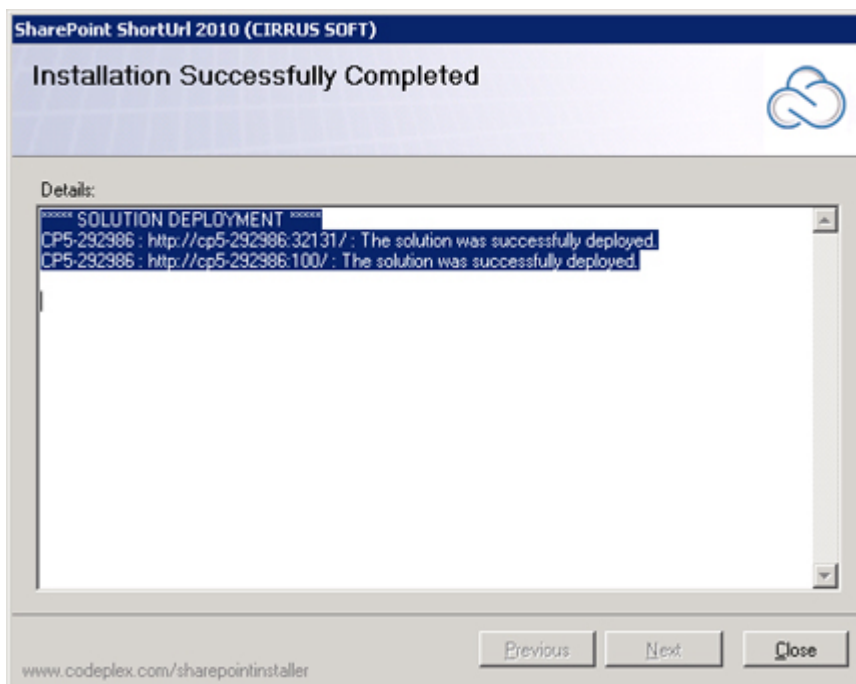 SharePoint ShortUrl 2010 (CIRRUS SOFT)
Installation Successfully Completed
Details:
***** SOLUTION DEPLOYMENT *****
CP5-292986 : http://cp5-292986:32131/ : The solution was successfully deployed.
CP5-292986 : http://cp5-292986:100/ : The solution was successfully deployed.
Previous Next Close
www.codeplex.com/sharepointinstaller